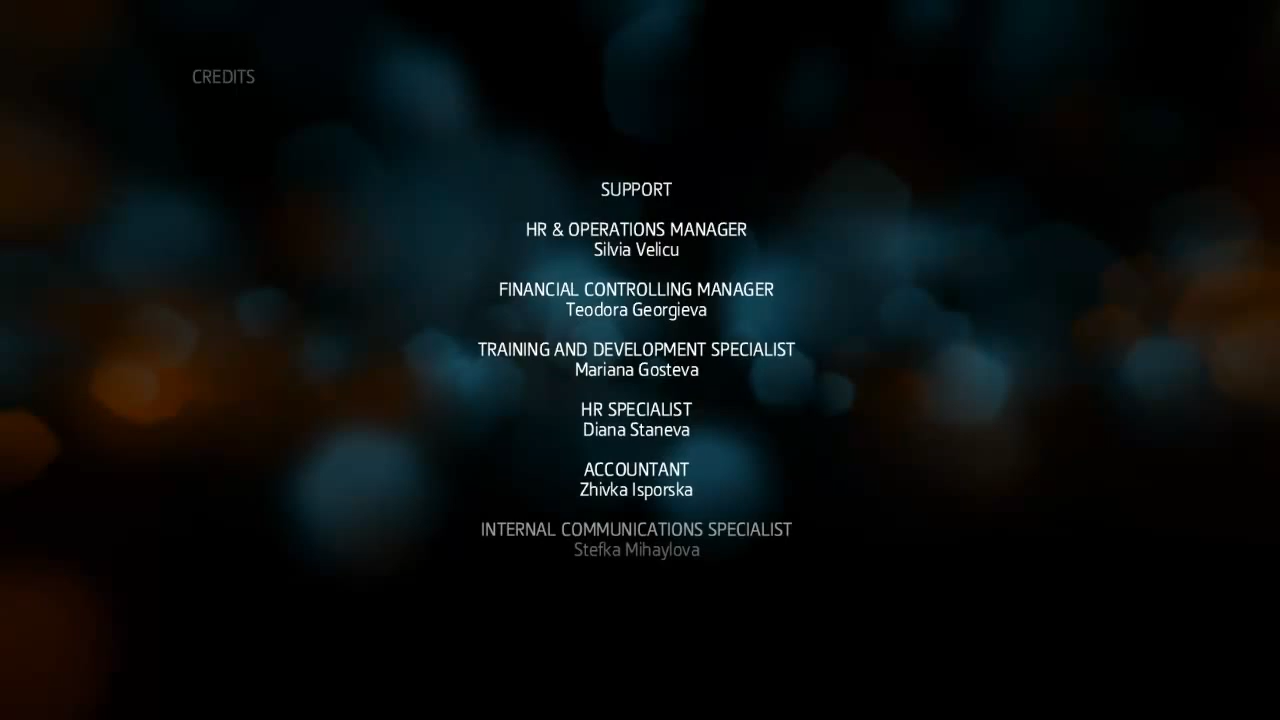 CREDITS
SUPPORT
HR & OPERATIONS MANAGER
Silvia Velicu
FINANCIAL CONTROLLING MANAGER
Teodora Georgieva
TRAINING AND DEVELOPMENT SPECIALIST
Mariana Gosteva
HR SPECIALIST
Diana Staneva
ACCOUNTANT
Zhivka Isporska
INTERNAL COMMUNICATIONS SPECIALIST
Stefka Mihaylova